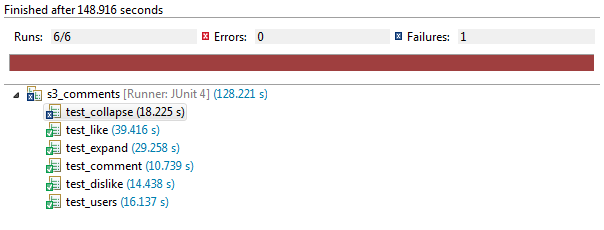 Finished after 148.916 seconds
Runs: 6/6 Errors: 0 Failures: 1
s3_comments [Runner: JUnit 4] (128.221 s)
test_collapse (18.225 s)
test_like (39.416 s)
test_expand (29.258 s)
test_comment (10.739 s)
test_dislike (14.438 s)
test_users (16.137 s)